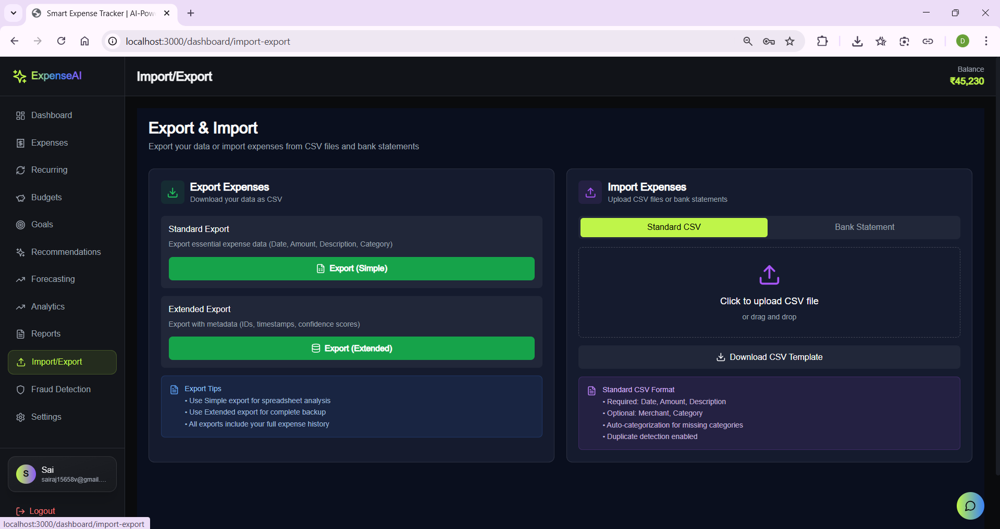 Smart Expense Tracker | AI-Pow
localhost:3000/dashboard/import-export
D
ExpenseAI
Import/Export
Balance
₹45,230
Dashboard
Expenses
Recurring
Budgets
Goals
Recommendations
Forecasting
Analytics
Reports
Import/Export
Fraud Detection
Settings
S
Sai
sairaj15658v@gmail....
Logout
Export & Import
Export your data or import expenses from CSV files and bank statements
Export Expenses
Download your data as CSV
Standard Export
Export essential expense data (Date, Amount, Description, Category)
Export (Simple)
Extended Export
Export with metadata (IDs, timestamps, confidence scores)
Export (Extended)
Export Tips
• Use Simple export for spreadsheet analysis
• Use Extended export for complete backup
• All exports include your full expense history
Import Expenses
Upload CSV files or bank statements
Standard CSV
Bank Statement
Click to upload CSV file
or drag and drop
Download CSV Template
Standard CSV Format
• Required: Date, Amount, Description
• Optional: Merchant, Category
• Auto-categorization for missing categories
• Duplicate detection enabled
localhost:3000/dashboard/import-export